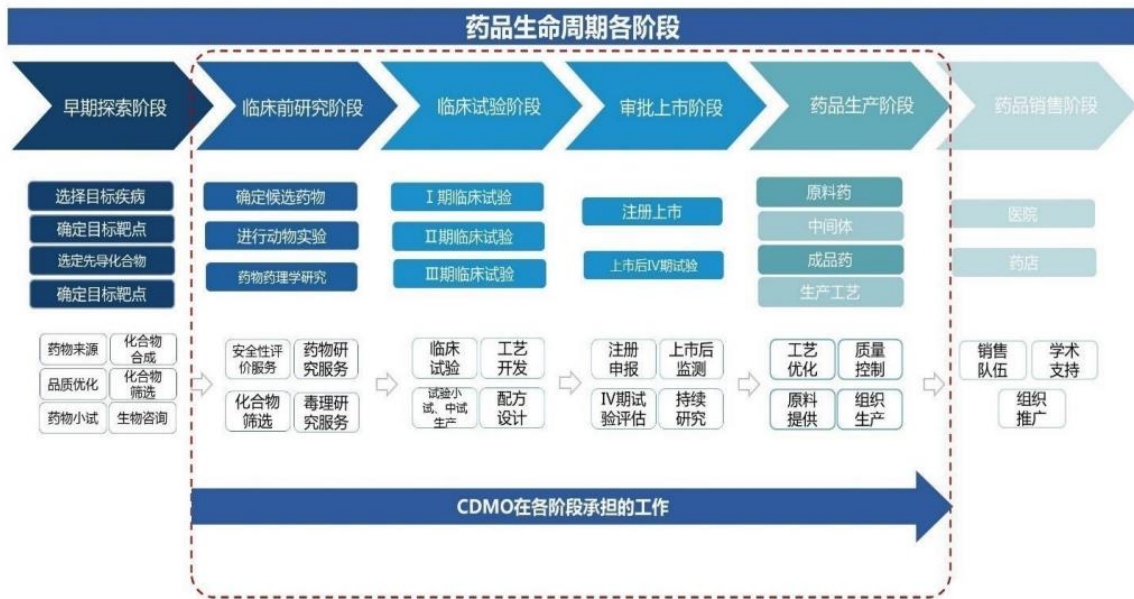 药品生命周期各阶段
早期探索阶段
临床前研究阶段
临床试验阶段
审批上市阶段
药品生产阶段
药品销售阶段
选择目标疾病
确定目标靶点
选定先导化合物
确定目标靶点
确定候选药物
进行动物实验
药物药理学研究
Ⅰ期临床试验
Ⅱ期临床试验
Ⅲ期临床试验
注册上市
上市后IV期试验
原料药
中间体
成品药
生产工艺
医院
药店
药物来源
化合物
合成
品质优化
化合物
筛选
药物小试
生物咨询
安全性评
价服务
药物研
究服务
化合物
筛选
毒理研
究服务
临床
试验
工艺
开发
试验小
试、中试
生产
配方
设计
注册
申报
上市后
监测
IV期试
验评估
持续
研究
工艺
优化
质量
控制
原料
提供
组织
生产
销售
队伍
学术
支持
组织
推广
CDMO在各阶段承担的工作